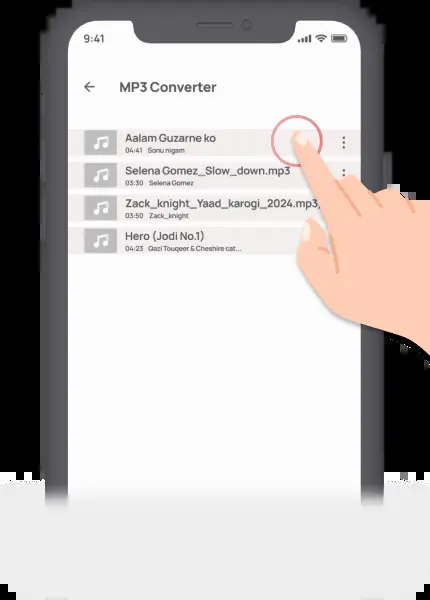 9:41
MP3 Converter
Aalam Guzarne ko
04:41 Sonu nigam
Selena Gomez_Slow_down.mp3
03:30 Selena Gomez
Zack_knight_Yaad_karogi_2024.mp3
03:50 Zack_knight
Hero (Jodi No.1)
04:23 Qazi Touqeer & Cheshire cat...